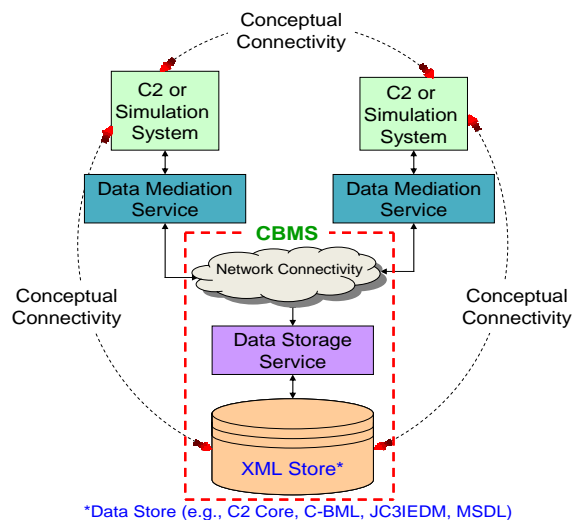 Conceptual
Connectivity
C2 or
Simulation
System
C2 or
Simulation
System
Data Mediation
Service
Data Mediation
Service
CBMS
Network Connectivity
Conceptual
Connectivity
Conceptual
Connectivity
Data Storage
Service
XML Store*
*Data Store (e.g., C2 Core, C-BML, JC3IEDM, MSDL)